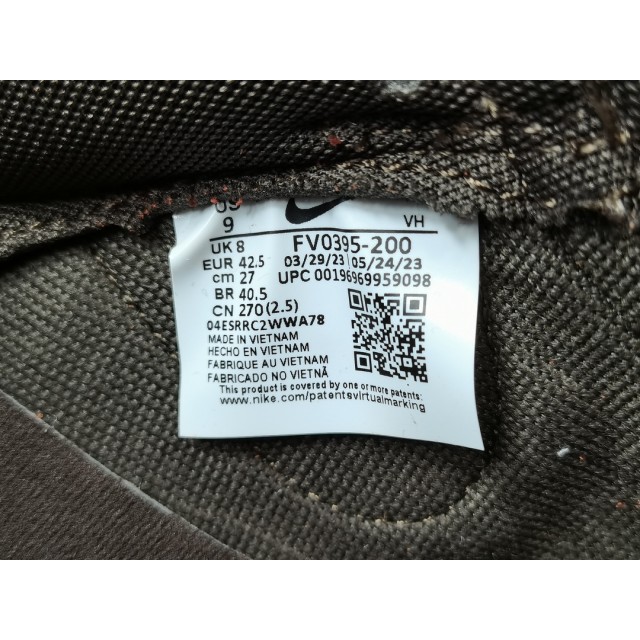 US
9 VH
UK 8 FV0395-200
EUR 42.5 03/29/23 05/24/23
cm 27 UPC 00196969959098
BR 40.5
CN 270(2.5)
04ESRRC2WWA78
MADE IN VIETNAM
HECHO EN VIETNAM
FABRIQUE AU VIETNAM
FABRICADO NO VIETNÃ
This product is covered by one or more patents:
www.nike.com/patentsvirtualmarking